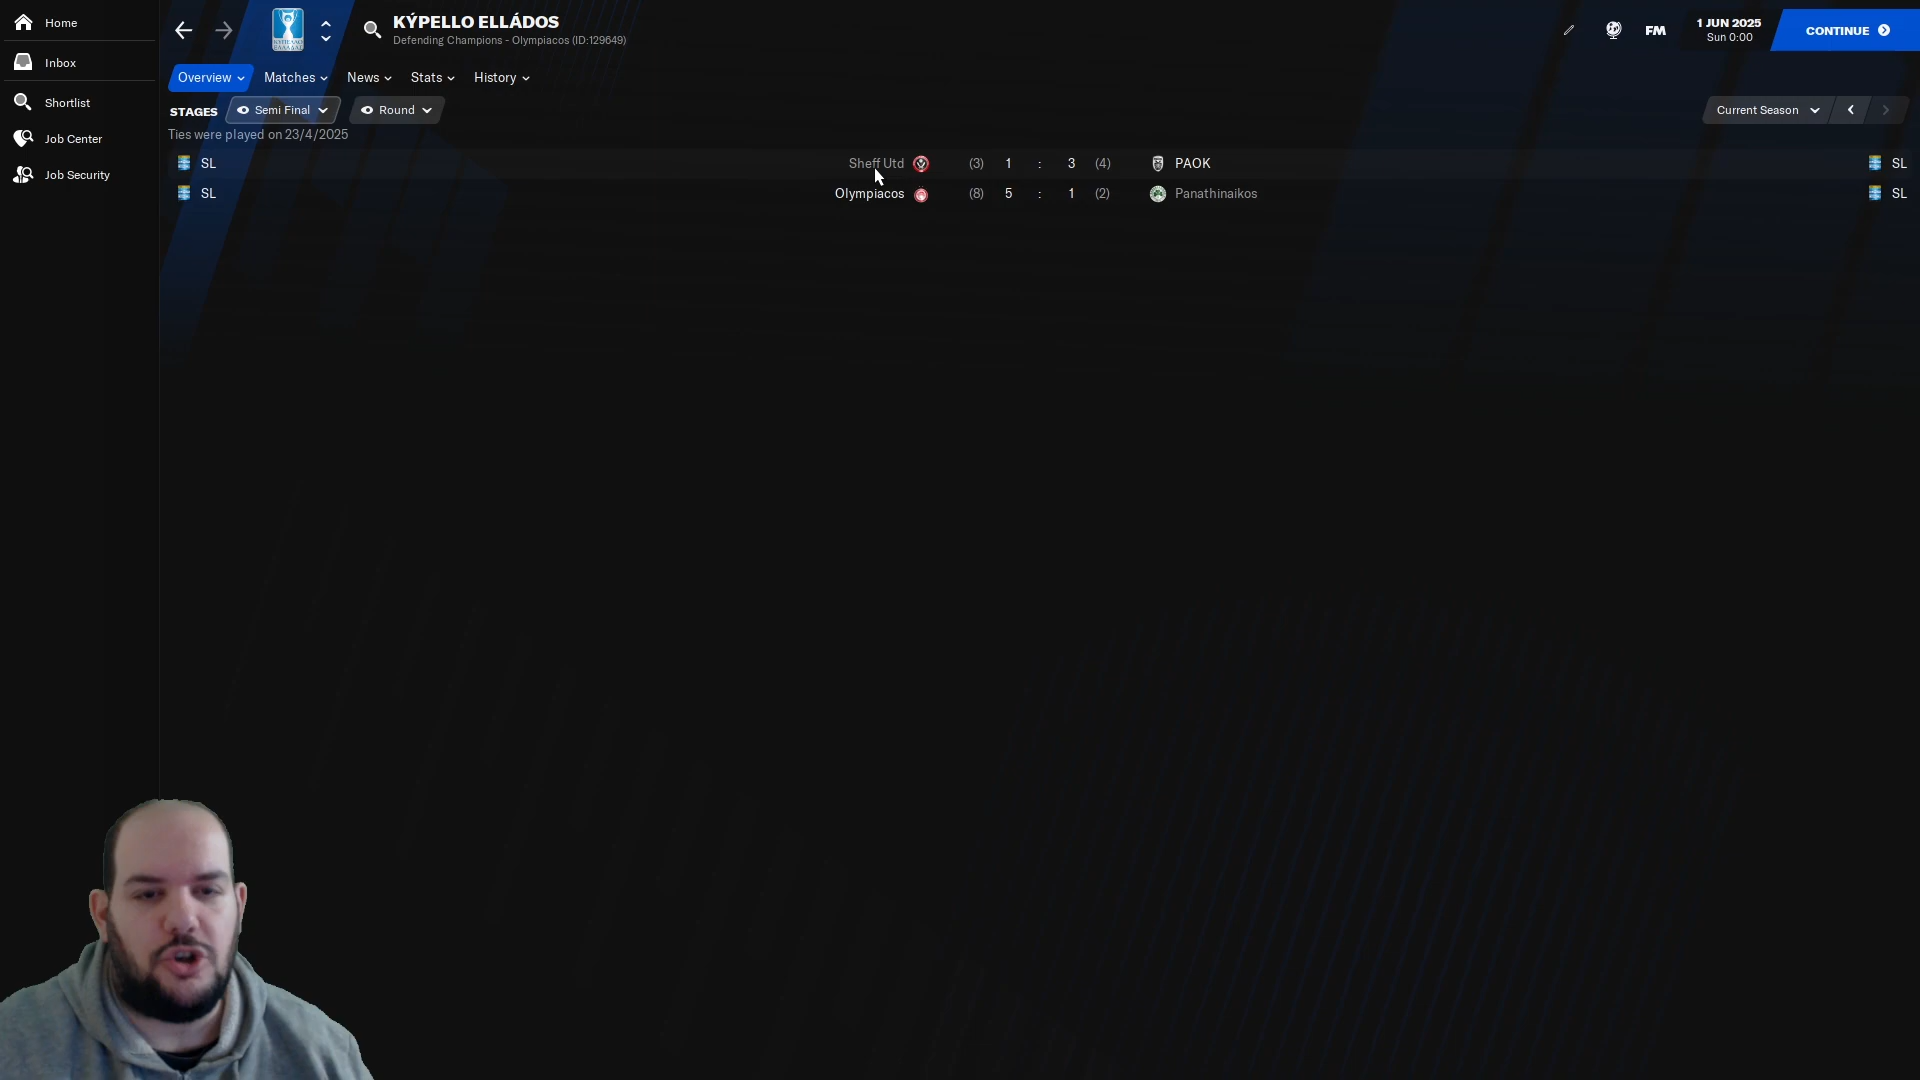 Home
Inbox
Shortlist
Job Center
Job Security
KÝPELLO ELLÁDOS
Defending Champions - Olympiacos (ID:129649)
FM
1 JUN 2025
Sun 0:00
CONTINUE
Overview
Matches
News
Stats
History
STAGES
Semi Final
Round
Current Season
Ties were played on 23/4/2025
SL Sheff Utd (3) 1 : 3 (4) PAOK SL
SL Olympiacos (8) 5 : 1 (2) Panathinaikos SL